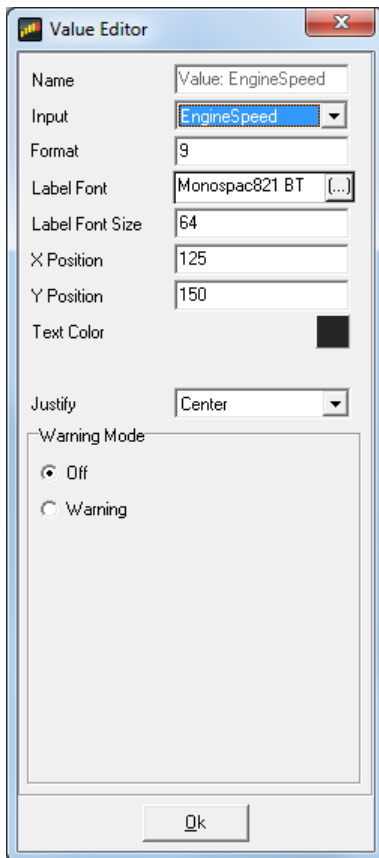 Value Editor
Name Value: EngineSpeed
Input EngineSpeed
Format 9
Label Font Monospac821 BT (...)
Label Font Size 64
X Position 125
Y Position 150
Text Color
Justify Center
Warning Mode
Off
Warning
Ok